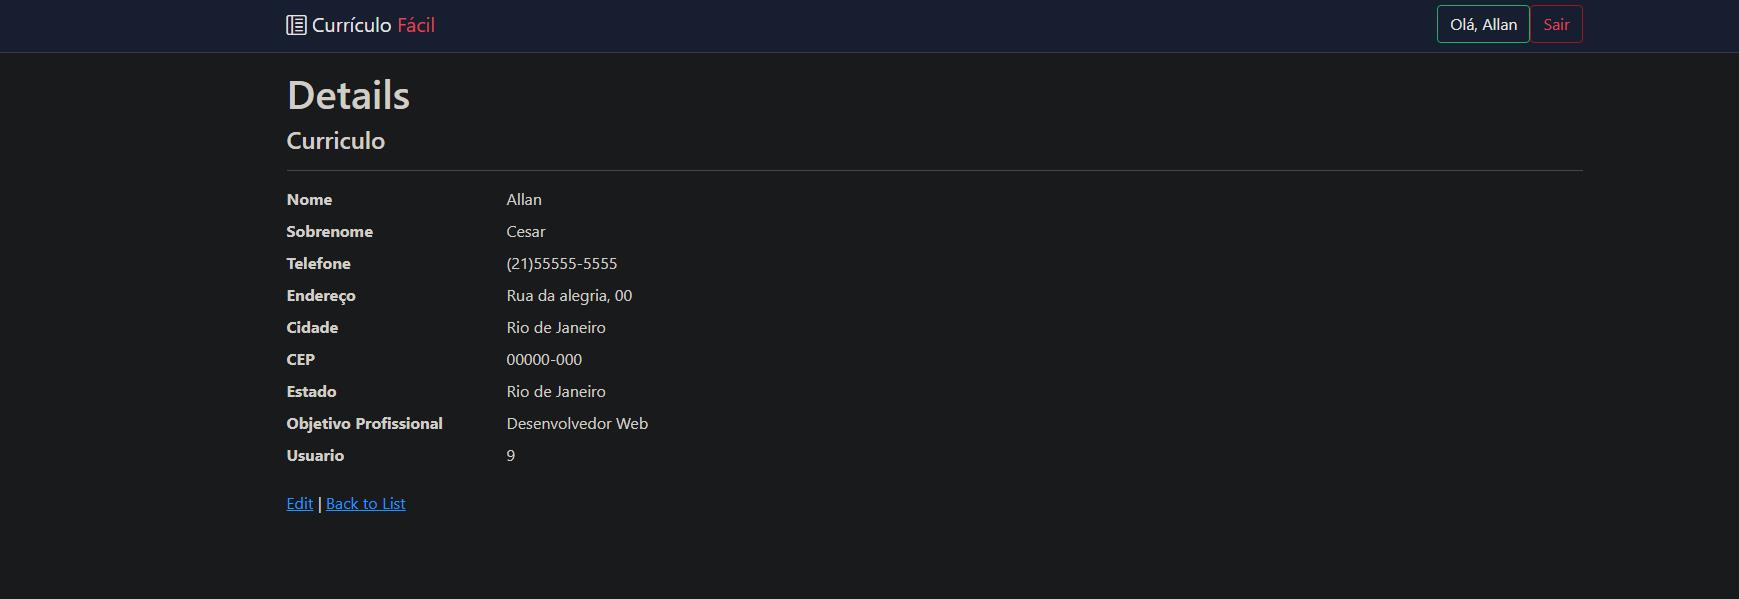 Currículo Fácil Olá, Allan Sair
Details
Curriculo
Nome Allan
Sobrenome Cesar
Telefone (21)55555-5555
Endereço Rua da alegria, 00
Cidade Rio de Janeiro
CEP 00000-000
Estado Rio de Janeiro
Objetivo Profissional Desenvolvedor Web
Usuario 9
Edit | Back to List